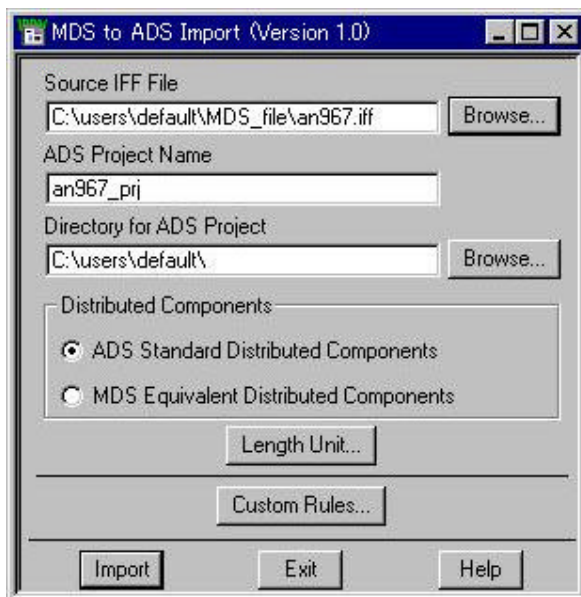 MDS to ADS Import (Version 1.0)
Source IFF File
C:\users\default\MDS_file\an967.iff Browse...
ADS Project Name
an967_prj
Directory for ADS Project
C:\users\default\ Browse...
Distributed Components
ADS Standard Distributed Components
MDS Equivalent Distributed Components
Length Unit...
Custom Rules...
Import Exit Help